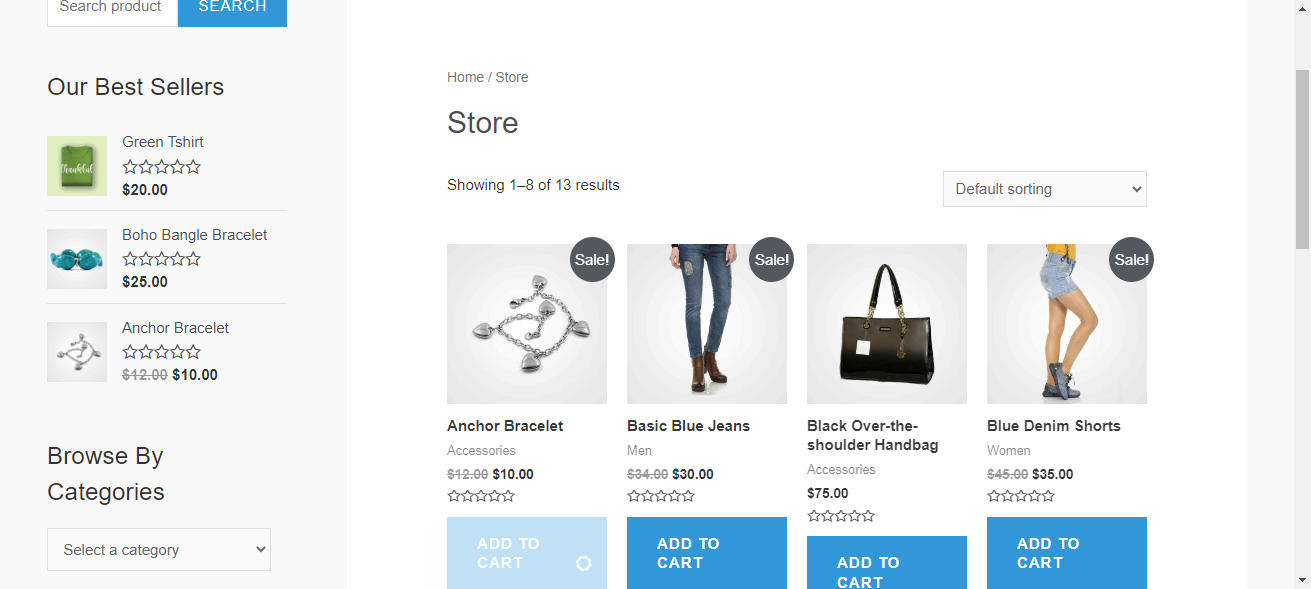 Search product
SEARCH
Our Best Sellers
Green Tshirt
$20.00
Boho Bangle Bracelet
$25.00
Anchor Bracelet
$12.00 $10.00
Browse By
Categories
Select a category
Home / Store
Store
Showing 1–8 of 13 results
Default sorting
Sale!
Anchor Bracelet
Accessories
$12.00 $10.00
ADD TO
CART
Sale!
Basic Blue Jeans
Men
$34.00 $30.00
ADD TO
CART
Black Over-the-
shoulder Handbag
Accessories
$75.00
ADD TO
CART
Sale!
Blue Denim Shorts
Women
$45.00 $35.00
ADD TO
CART
Thankful